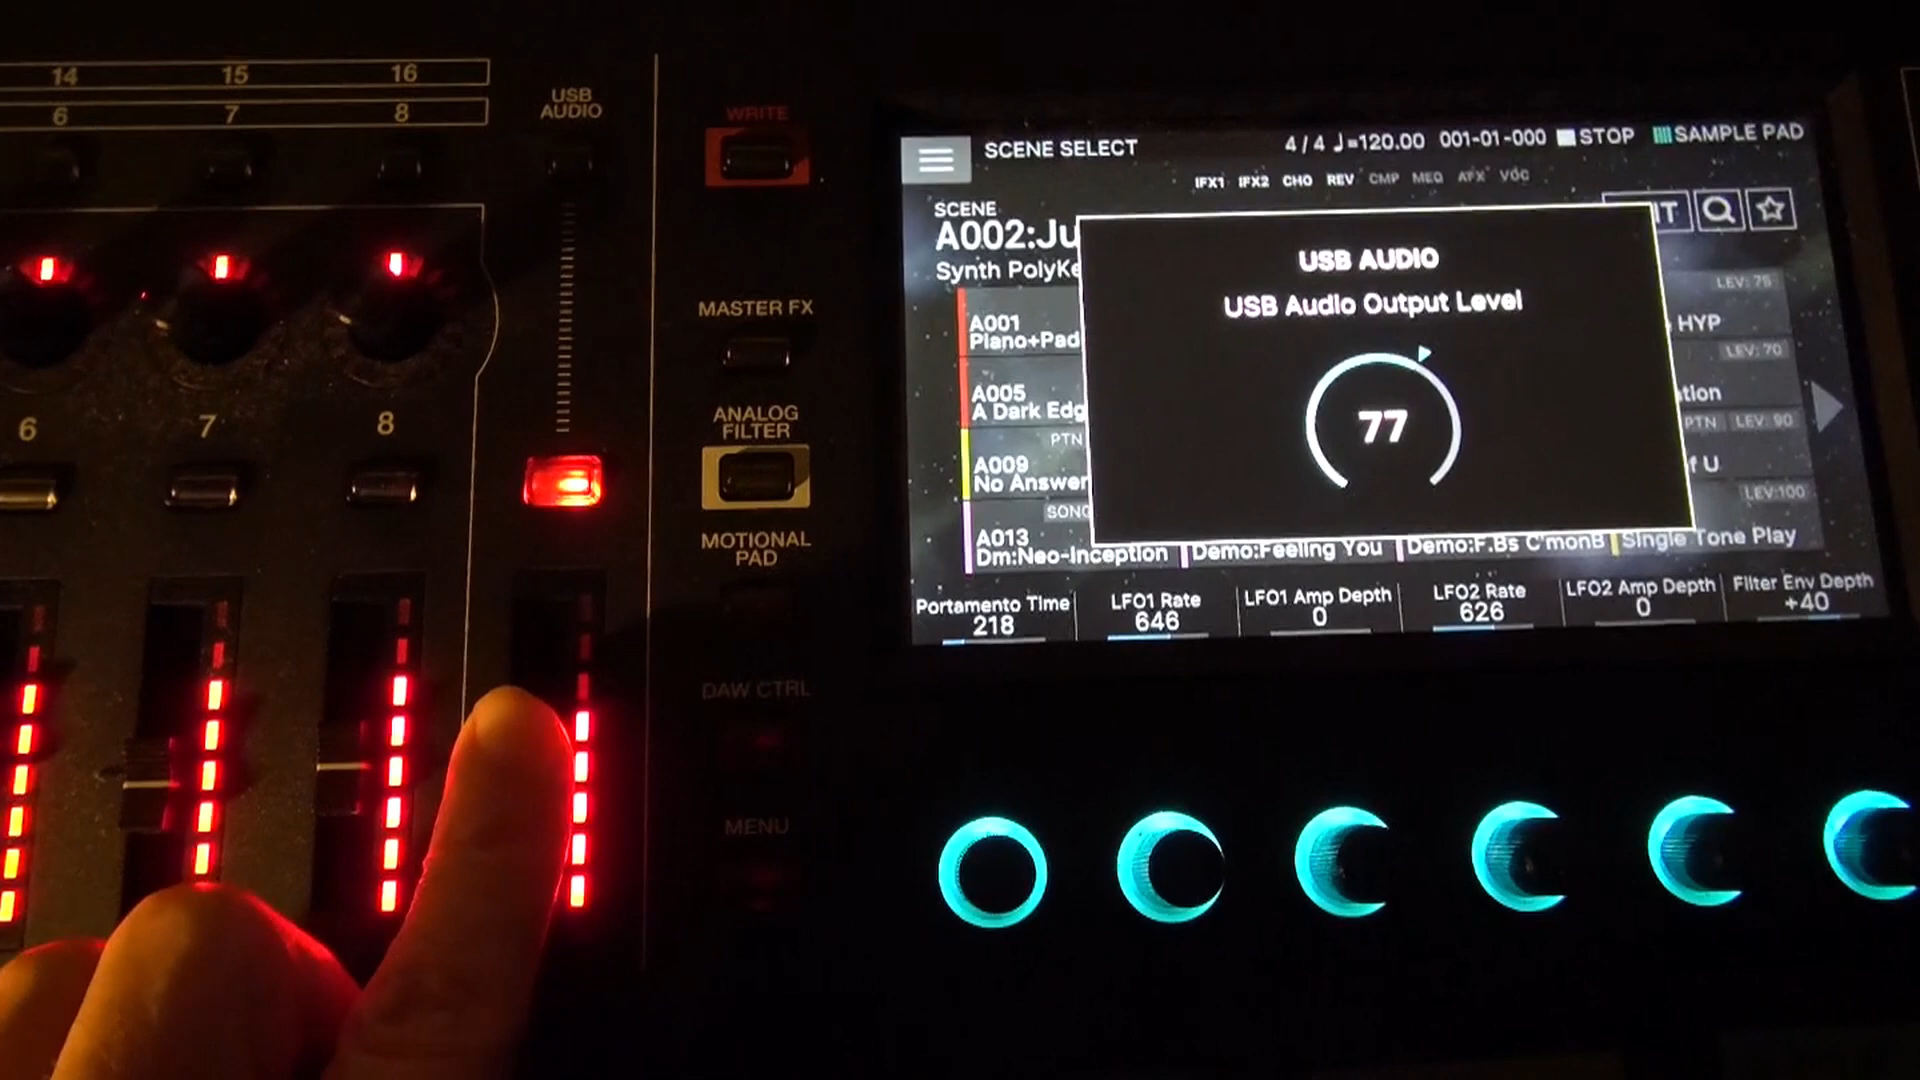 14 15 16
6 7 8
USB
AUDIO
WRITE
MASTER FX
ANALOG
FILTER
MOTIONAL
PAD
DAW CTRL
MENU
6 7 8
SCENE SELECT 4/4 ♩=120.00 001-01-000 STOP SAMPLE PAD
IFX1 IFX2 CHO REV CMP MEQ AFX VOC
SCENE
A002:Ju
Synth PolyKe
USB AUDIO
USB Audio Output Level
77
A001
Piano+Pad
LEV: 75
HYP
A005
A Dark Edg
LEV: 70
PTN
A009
No Answer
PTN LEV: 90
f U
SONG
A013
Dm:Neo-Inception
LEV:100
Demo:Feeling You
Demo:F.Bs C'monB
Single Tone Play
Portamento Time
218
LFO1 Rate
646
LFO1 Amp Depth
0
LFO2 Rate
626
LFO2 Amp Depth
0
Filter Env Depth
+40